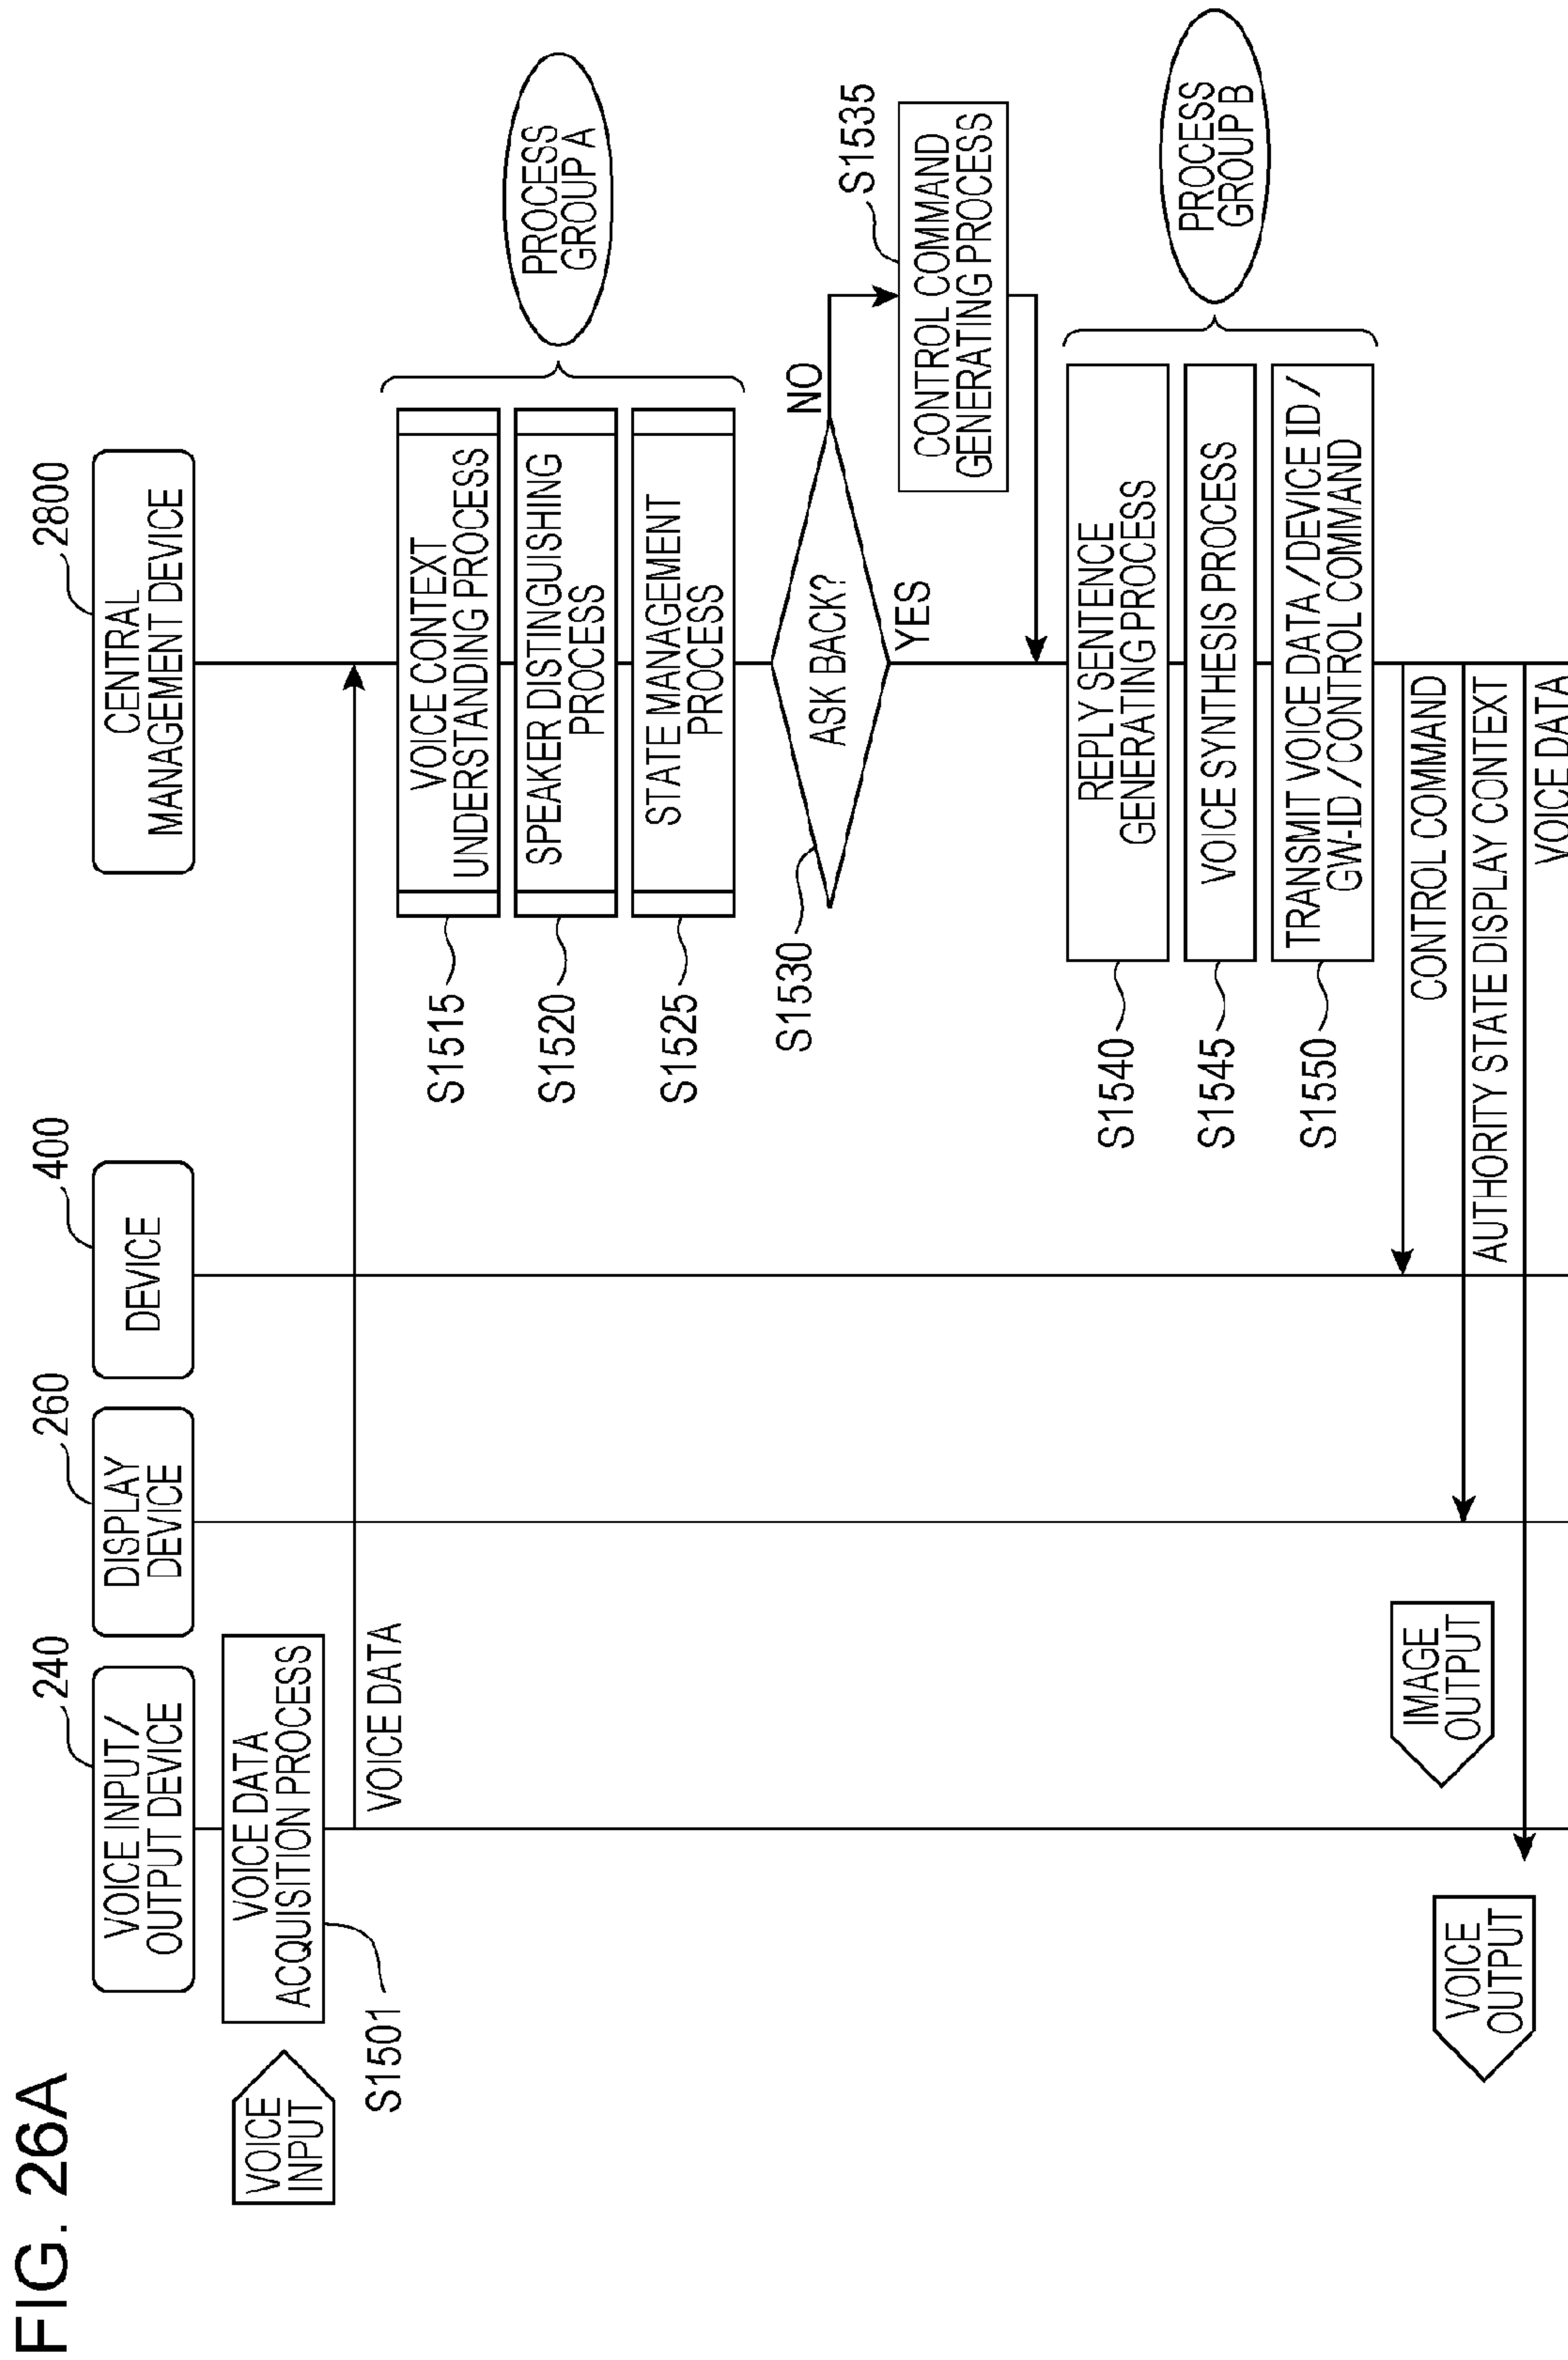 FIG. 26A
240
260
400
2800
VOICE INPUT/
OUTPUT DEVICE
DISPLAY
DEVICE
DEVICE
CENTRAL
MANAGEMENT DEVICE
VOICE
INPUT
VOICE DATA
ACQUISITION PROCESS
S1501
VOICE DATA
S1515
VOICE CONTEXT
UNDERSTANDING PROCESS
S1520
SPEAKER DISTINGUISHING
PROCESS
S1525
STATE MANAGEMENT
PROCESS
PROCESS
GROUP A
S1530
ASK BACK?
NO
YES
S1535
CONTROL COMMAND
GENERATING PROCESS
S1540
REPLY SENTENCE
GENERATING PROCESS
S1545
VOICE SYNTHESIS PROCESS
S1550
TRANSMIT VOICE DATA/DEVICE ID/
GW-ID/CONTROL COMMAND
PROCESS
GROUP B
CONTROL COMMAND
IMAGE
OUTPUT
AUTHORITY STATE DISPLAY CONTEXT
VOICE
OUTPUT
VOICE DATA